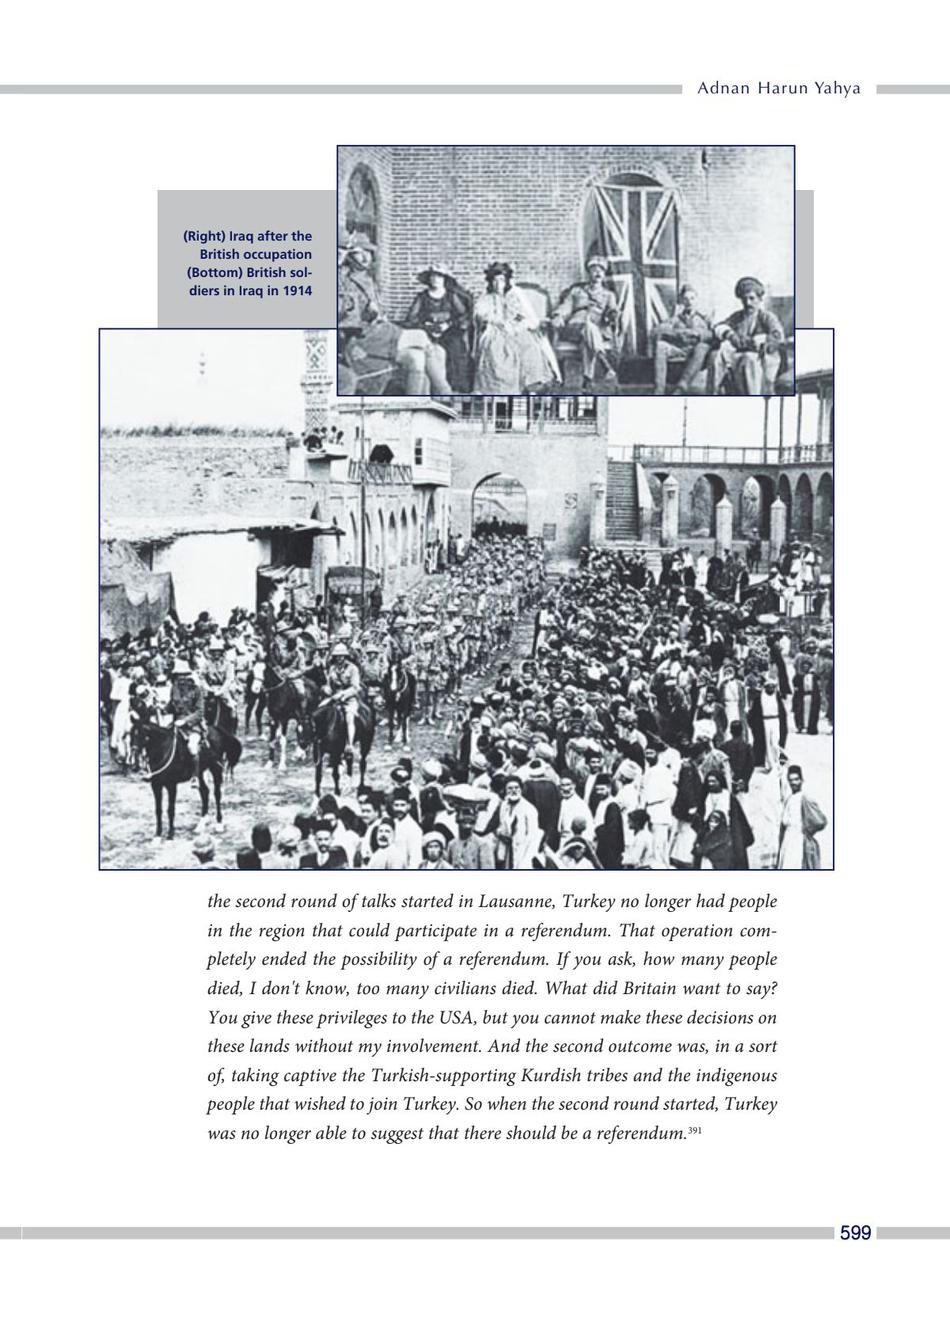 Adnan Harun Yahya
(Right) Iraq after the
British occupation
(Bottom) British sol-
diers in Iraq in 1914
the second round of talks started in Lausanne, Turkey no longer had people
in the region that could participate in a referendum. That operation com-
pletely ended the possibility of a referendum. If you ask, how many people
died, I don't know, too many civilians died. What did Britain want to say?
You give these privileges to the USA, but you cannot make these decisions on
these lands without my involvement. And the second outcome was, in a sort
of, taking captive the Turkish-supporting Kurdish tribes and the indigenous
people that wished to join Turkey. So when the second round started, Turkey
was no longer able to suggest that there should be a referendum.391
599